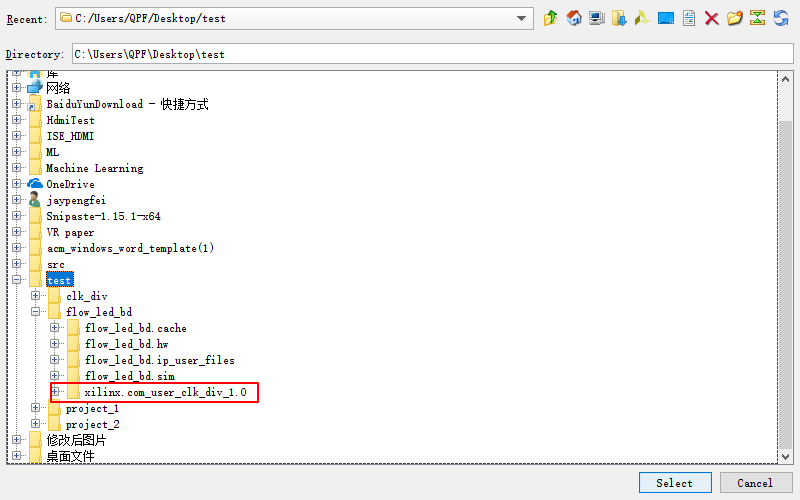 Recent: C:/Users/QPF/Desktop/test
Directory: C:\Users\QPF\Desktop\test
库
网络
BaiduYunDownload - 快捷方式
HdmiTest
ISE_HDMI
ML
Machine Learning
OneDrive
jaypengfei
Snipaste-1.15.1-x64
VR paper
acm_windows_word_template(1)
src
test
clk_div
flow_led_bd
flow_led_bd.cache
flow_led_bd.hw
flow_led_bd.ip_user_files
flow_led_bd.sim
xilinx.com_user_clk_div_1.0
project_1
project_2
修改后图片
桌面文件
Select Cancel